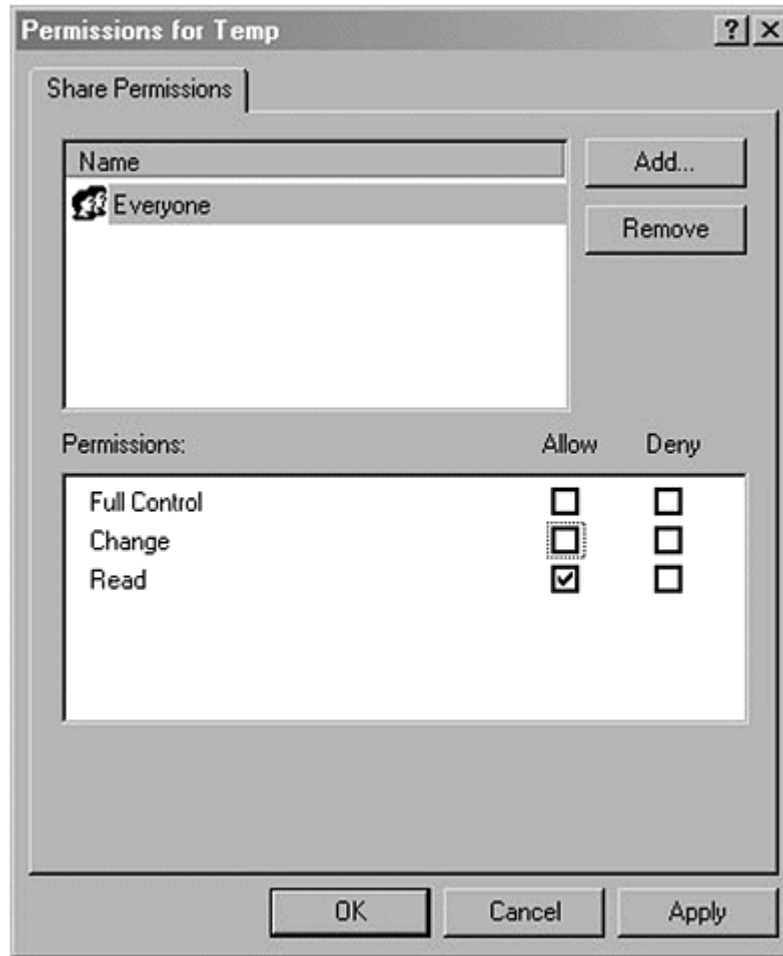 Permissions for Temp
Share Permissions
Name
Add...
Everyone
Remove
Permissions: Allow Deny
Full Control
Change
Read
OK Cancel Apply